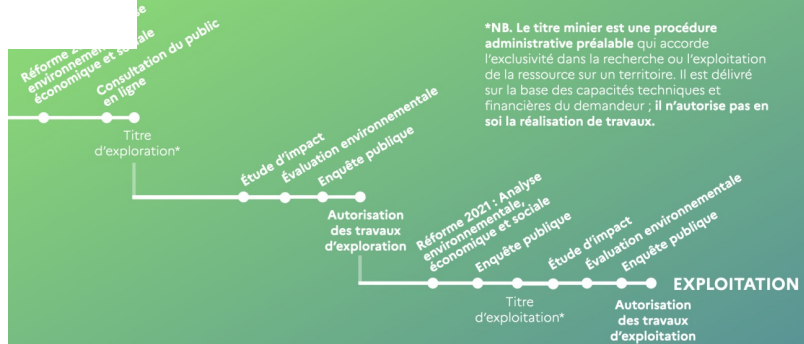 *NB. Le titre minier est une procédure
administrative préalable qui accorde
l'exclusivité dans la recherche ou l'exploitation
de la ressource sur un territoire. Il est délivré
sur la base des capacités techniques et
financières du demandeur ; il n'autorise pas en
soi la réalisation de travaux.
Réforme
environnementale
économique et sociale
Consultation du public
en ligne
Titre
d'exploration*
Étude d'impact
Évaluation environnementale
Enquête publique
Autorisation
des travaux
d'exploration
Réforme 2021 : Analyse
environnementale,
économique et sociale
Enquête publique
Titre
d'exploitation*
Étude d'impact
Évaluation environnementale
Enquête publique
Autorisation
des travaux
d'exploitation
EXPLOITATION